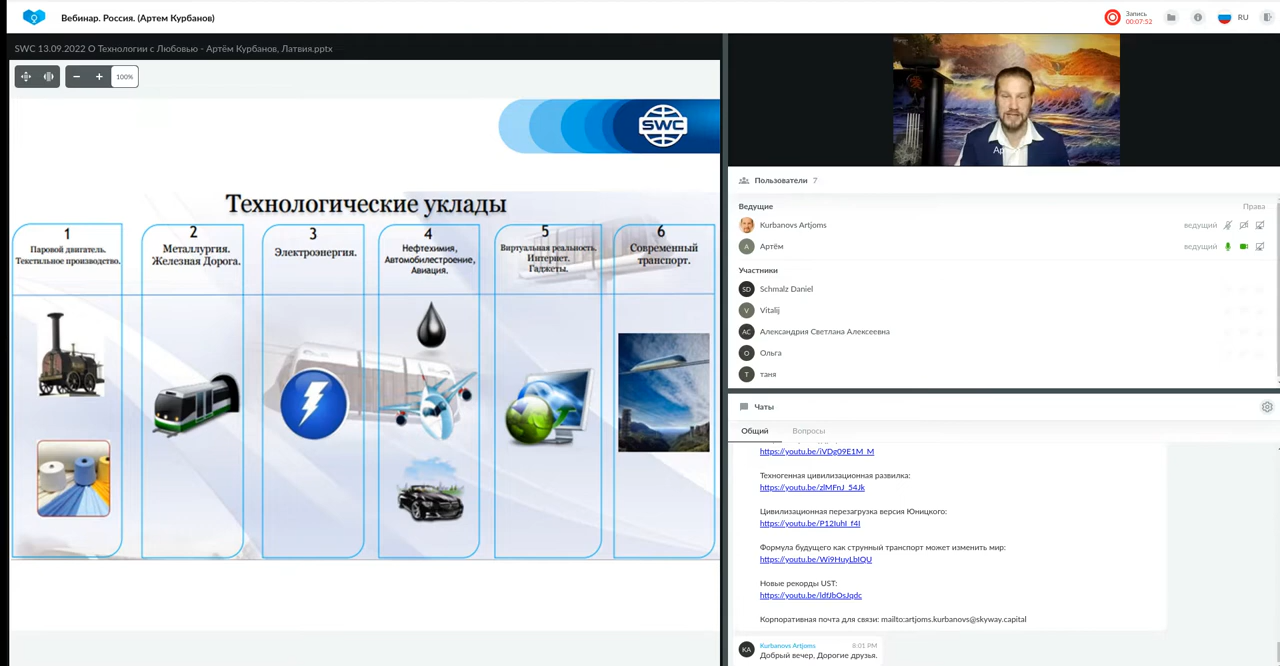 Вебинар. Россия. (Артем Курбанов)
Запись
00:07:52
RU
SWC 13.09.2022 О Технологии с Любовью - Артём Курбанов, Латвия.pptx
100%
SWC
Технологические уклады
1
Паровой двигатель.
Текстильное производство.
2
Металлургия.
Железная Дорога.
3
Электроэнергия.
4
Нефтехимия,
Автомобилестроение,
Авиация.
5
Виртуальная реальность.
Интернет.
Гаджеты.
6
Современный
транспорт.
Пользователи 7
Ведущие
Права
Kurbanovs Artjoms
ведущий
A
Артём
ведущий
Участники
SD
Schmalz Daniel
V
Vitalij
АС
Александрия Светлана Алексеевна
О
Ольга
Т
таня
Чаты
Общий
Вопросы
https://youtu.be/iVDg09E1M_M
Техногенная цивилизационная развилка:
https://youtu.be/zlMFnJ_54Jk
Цивилизационная перезагрузка версия Юницкого:
https://youtu.be/P12Iuhl_f4I
Формула будущего как струнный транспорт может изменить мир:
https://youtu.be/Wi9HuyLbIQU
Новые рекорды UST:
https://youtu.be/ldfJbOsJqdc
Корпоративная почта для связи: mailto:artjoms.kurbanovs@skyway.capital
KA
Kurbanovs Artjoms
8:01 PM
Добрый вечер. Дорогие друзья.